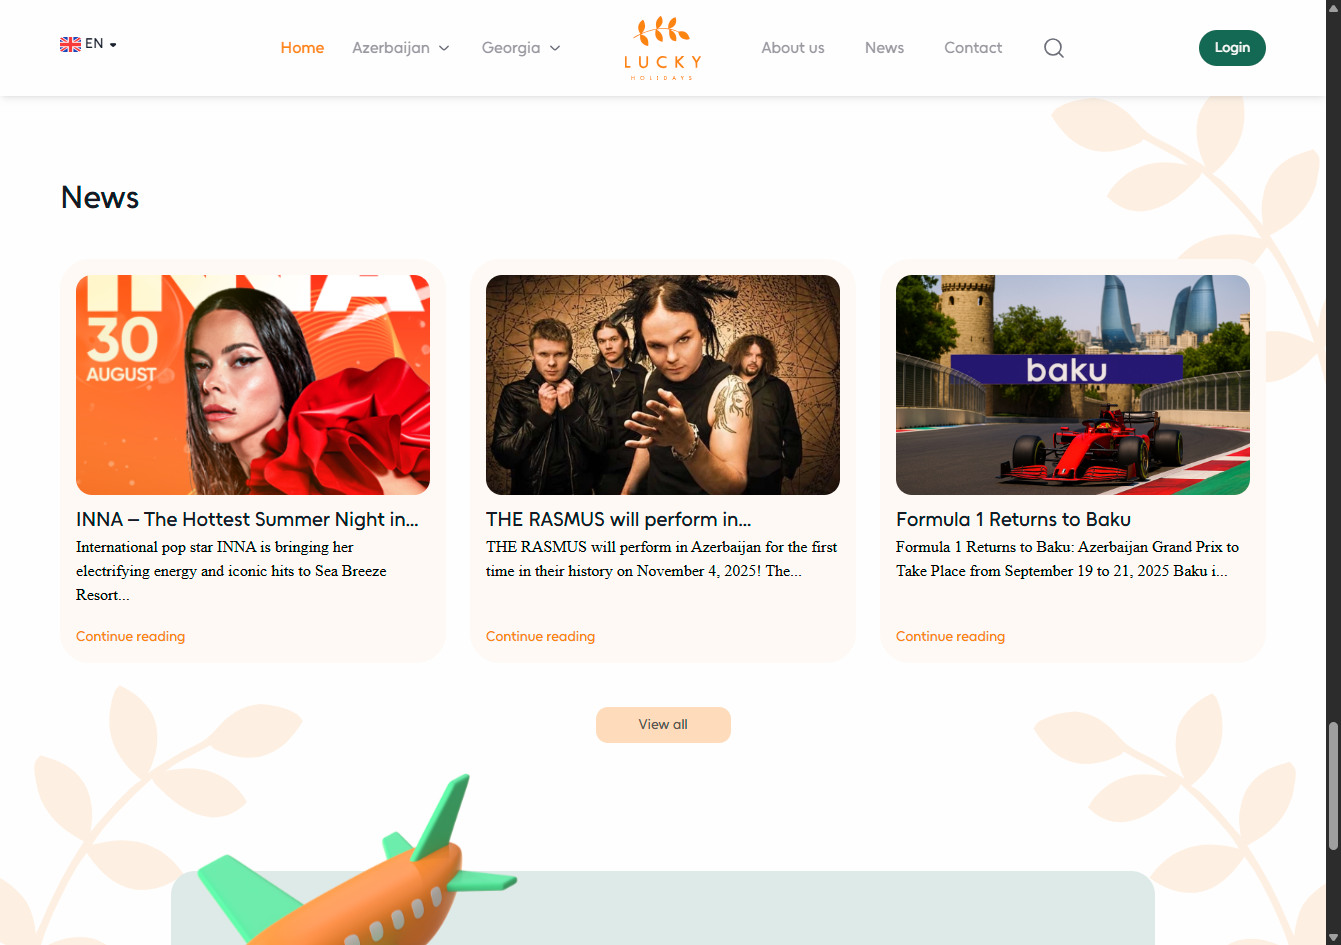 EN
Home
Azerbaijan
Georgia
LUCKY
HOLIDAYS
About us
News
Contact
Login
News
INNA
30
AUGUST
baku
INNA – The Hottest Summer Night in...
International pop star INNA is bringing her
electrifying energy and iconic hits to Sea Breeze
Resort...
Continue reading
THE RASMUS will perform in...
THE RASMUS will perform in Azerbaijan for the first
time in their history on November 4, 2025! The...
Continue reading
Formula 1 Returns to Baku
Formula 1 Returns to Baku: Azerbaijan Grand Prix to
Take Place from September 19 to 21, 2025 Baku i...
Continue reading
View all